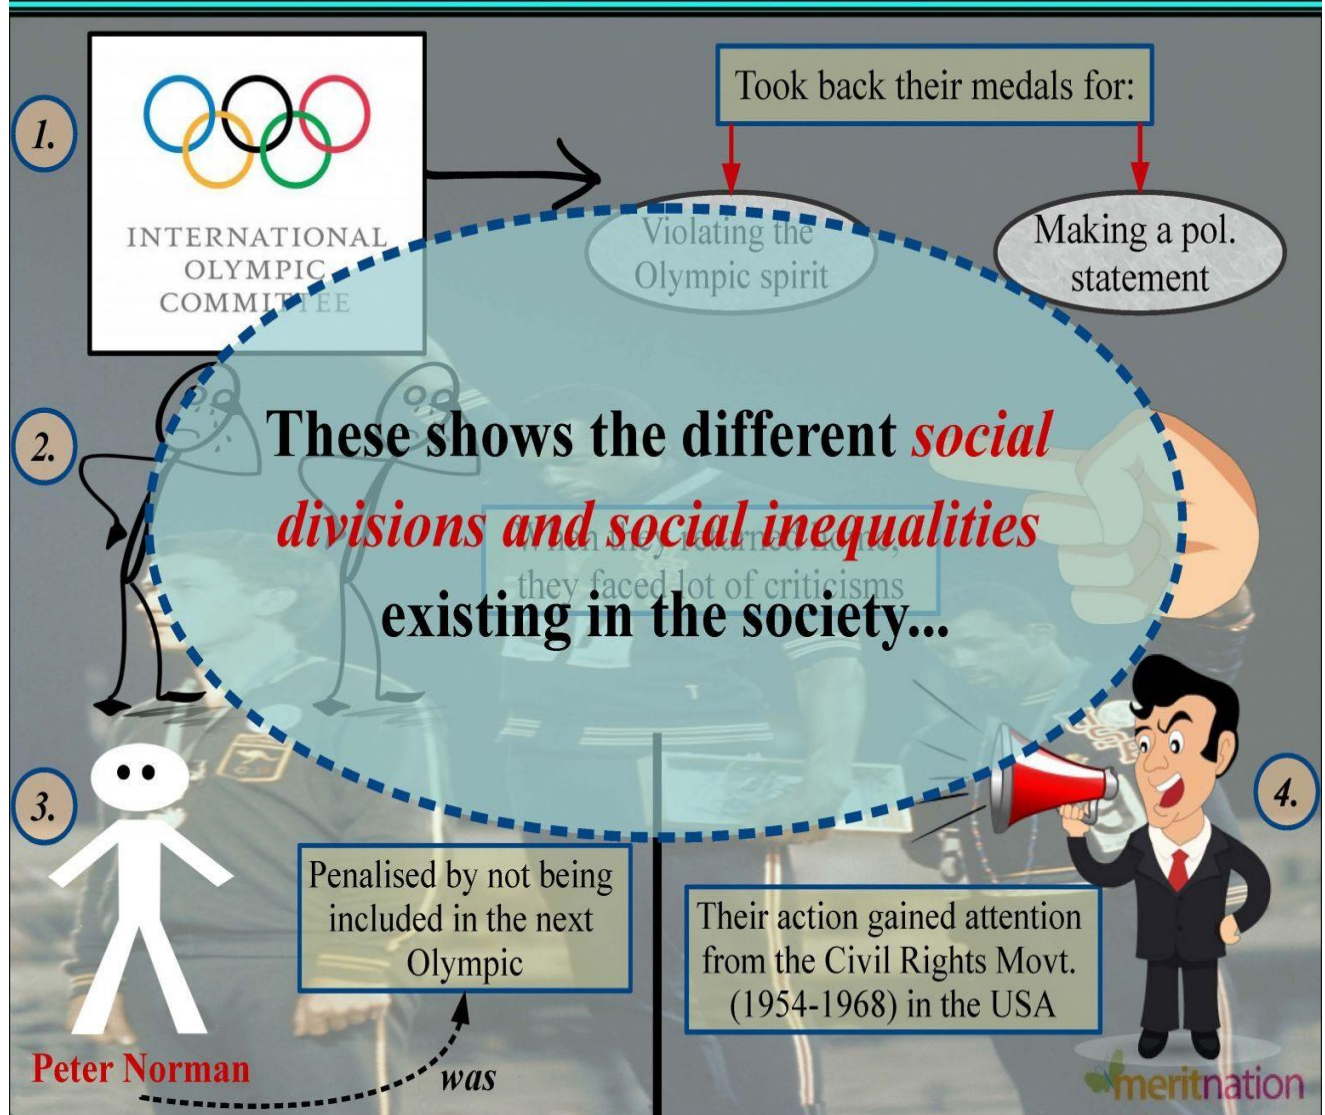 1.
INTERNATIONAL
OLYMPIC
COMMITTEE
Took back their medals for:
Violating the
Olympic spirit
Making a pol.
statement
2.
These shows the different social
divisions and social inequalities
existing in the society...
When they returned home,
they faced lot of criticisms
3.
Peter Norman
was
Penalised by not being
included in the next
Olympic
4.
Their action gained attention
from the Civil Rights Movt.
(1954-1968) in the USA
meritnation